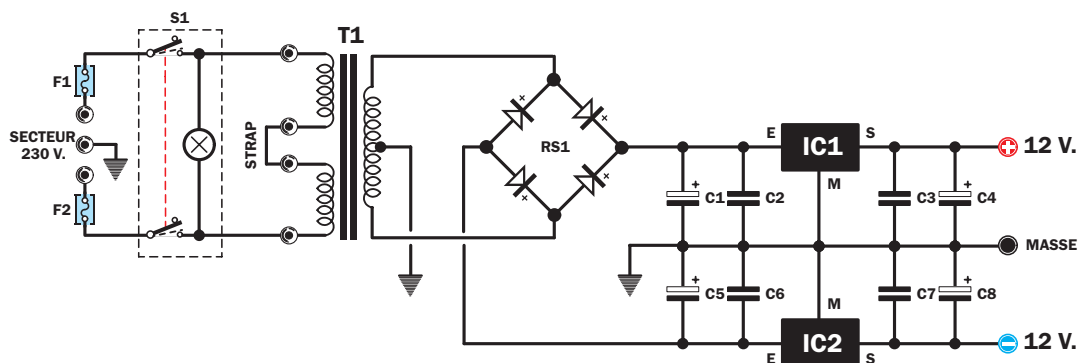 S1
T1
F1
SECTEUR
230 V.
F2
STRAP
RS1
E
IC1
S
12 V.
M
+
C1
C2
C3
+
C4
MASSE
+
C5
C6
M
C7
+
C8
E
IC2
S
12 V.